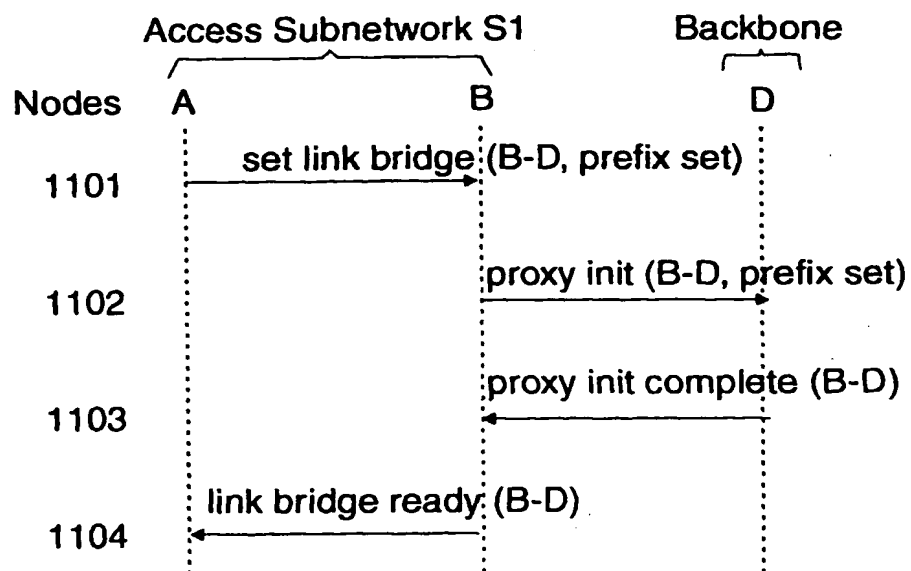 Access Subnetwork S1 Backbone
Nodes A B D
set link bridge (B-D, prefix set)
1101
proxy init (B-D, prefix set)
1102
proxy init complete (B-D)
1103
link bridge ready (B-D)
1104